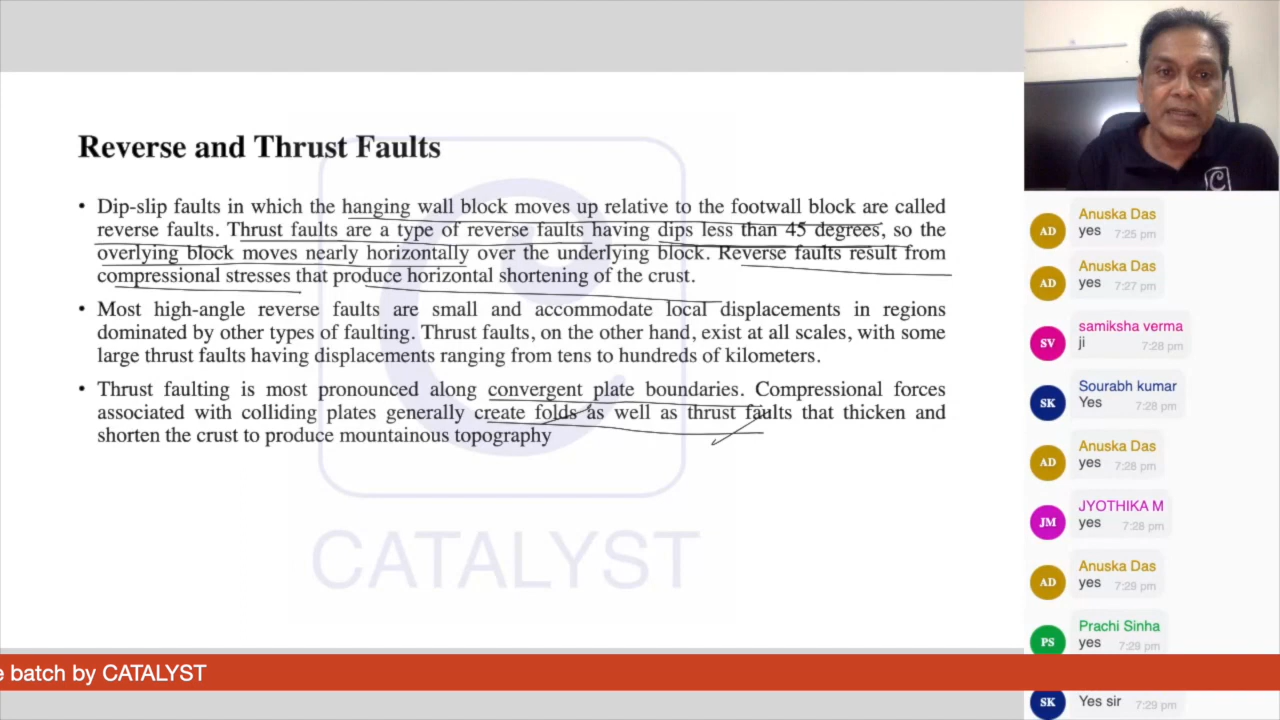 Reverse and Thrust Faults
• Dip-slip faults in which the hanging wall block moves up relative to the footwall block are called
reverse faults. Thrust faults are a type of reverse faults having dips less than 45 degrees, so the
overlying block moves nearly horizontally over the underlying block. Reverse faults result from
compressional stresses that produce horizontal shortening of the crust.
• Most high-angle reverse faults are small and accommodate local displacements in regions
dominated by other types of faulting. Thrust faults, on the other hand, exist at all scales, with some
large thrust faults having displacements ranging from tens to hundreds of kilometers.
• Thrust faulting is most pronounced along convergent plate boundaries. Compressional forces
associated with colliding plates generally create folds as well as thrust faults that thicken and
shorten the crust to produce mountainous topography
CATALYST
AD
Anuska Das
yes 7:25 pm
AD
Anuska Das
yes 7:27 pm
SV
samiksha verma
ji 7:28 pm
SK
Sourabh kumar
Yes 7:28 pm
AD
Anuska Das
yes 7:28 pm
JM
JYOTHIKA M
yes 7:28 pm
AD
Anuska Das
yes 7:29 pm
PS
Prachi Sinha
yes 7:29 pm
SK
Yes sir 7:29 pm
e batch by CATALYST